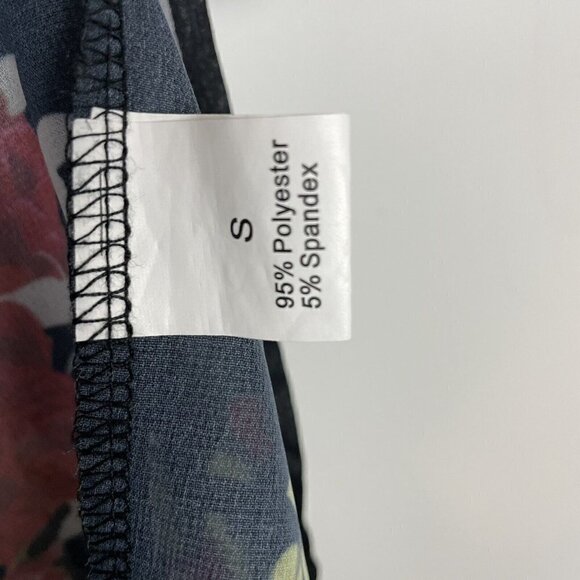 S
95% Polyester
5% Spandex